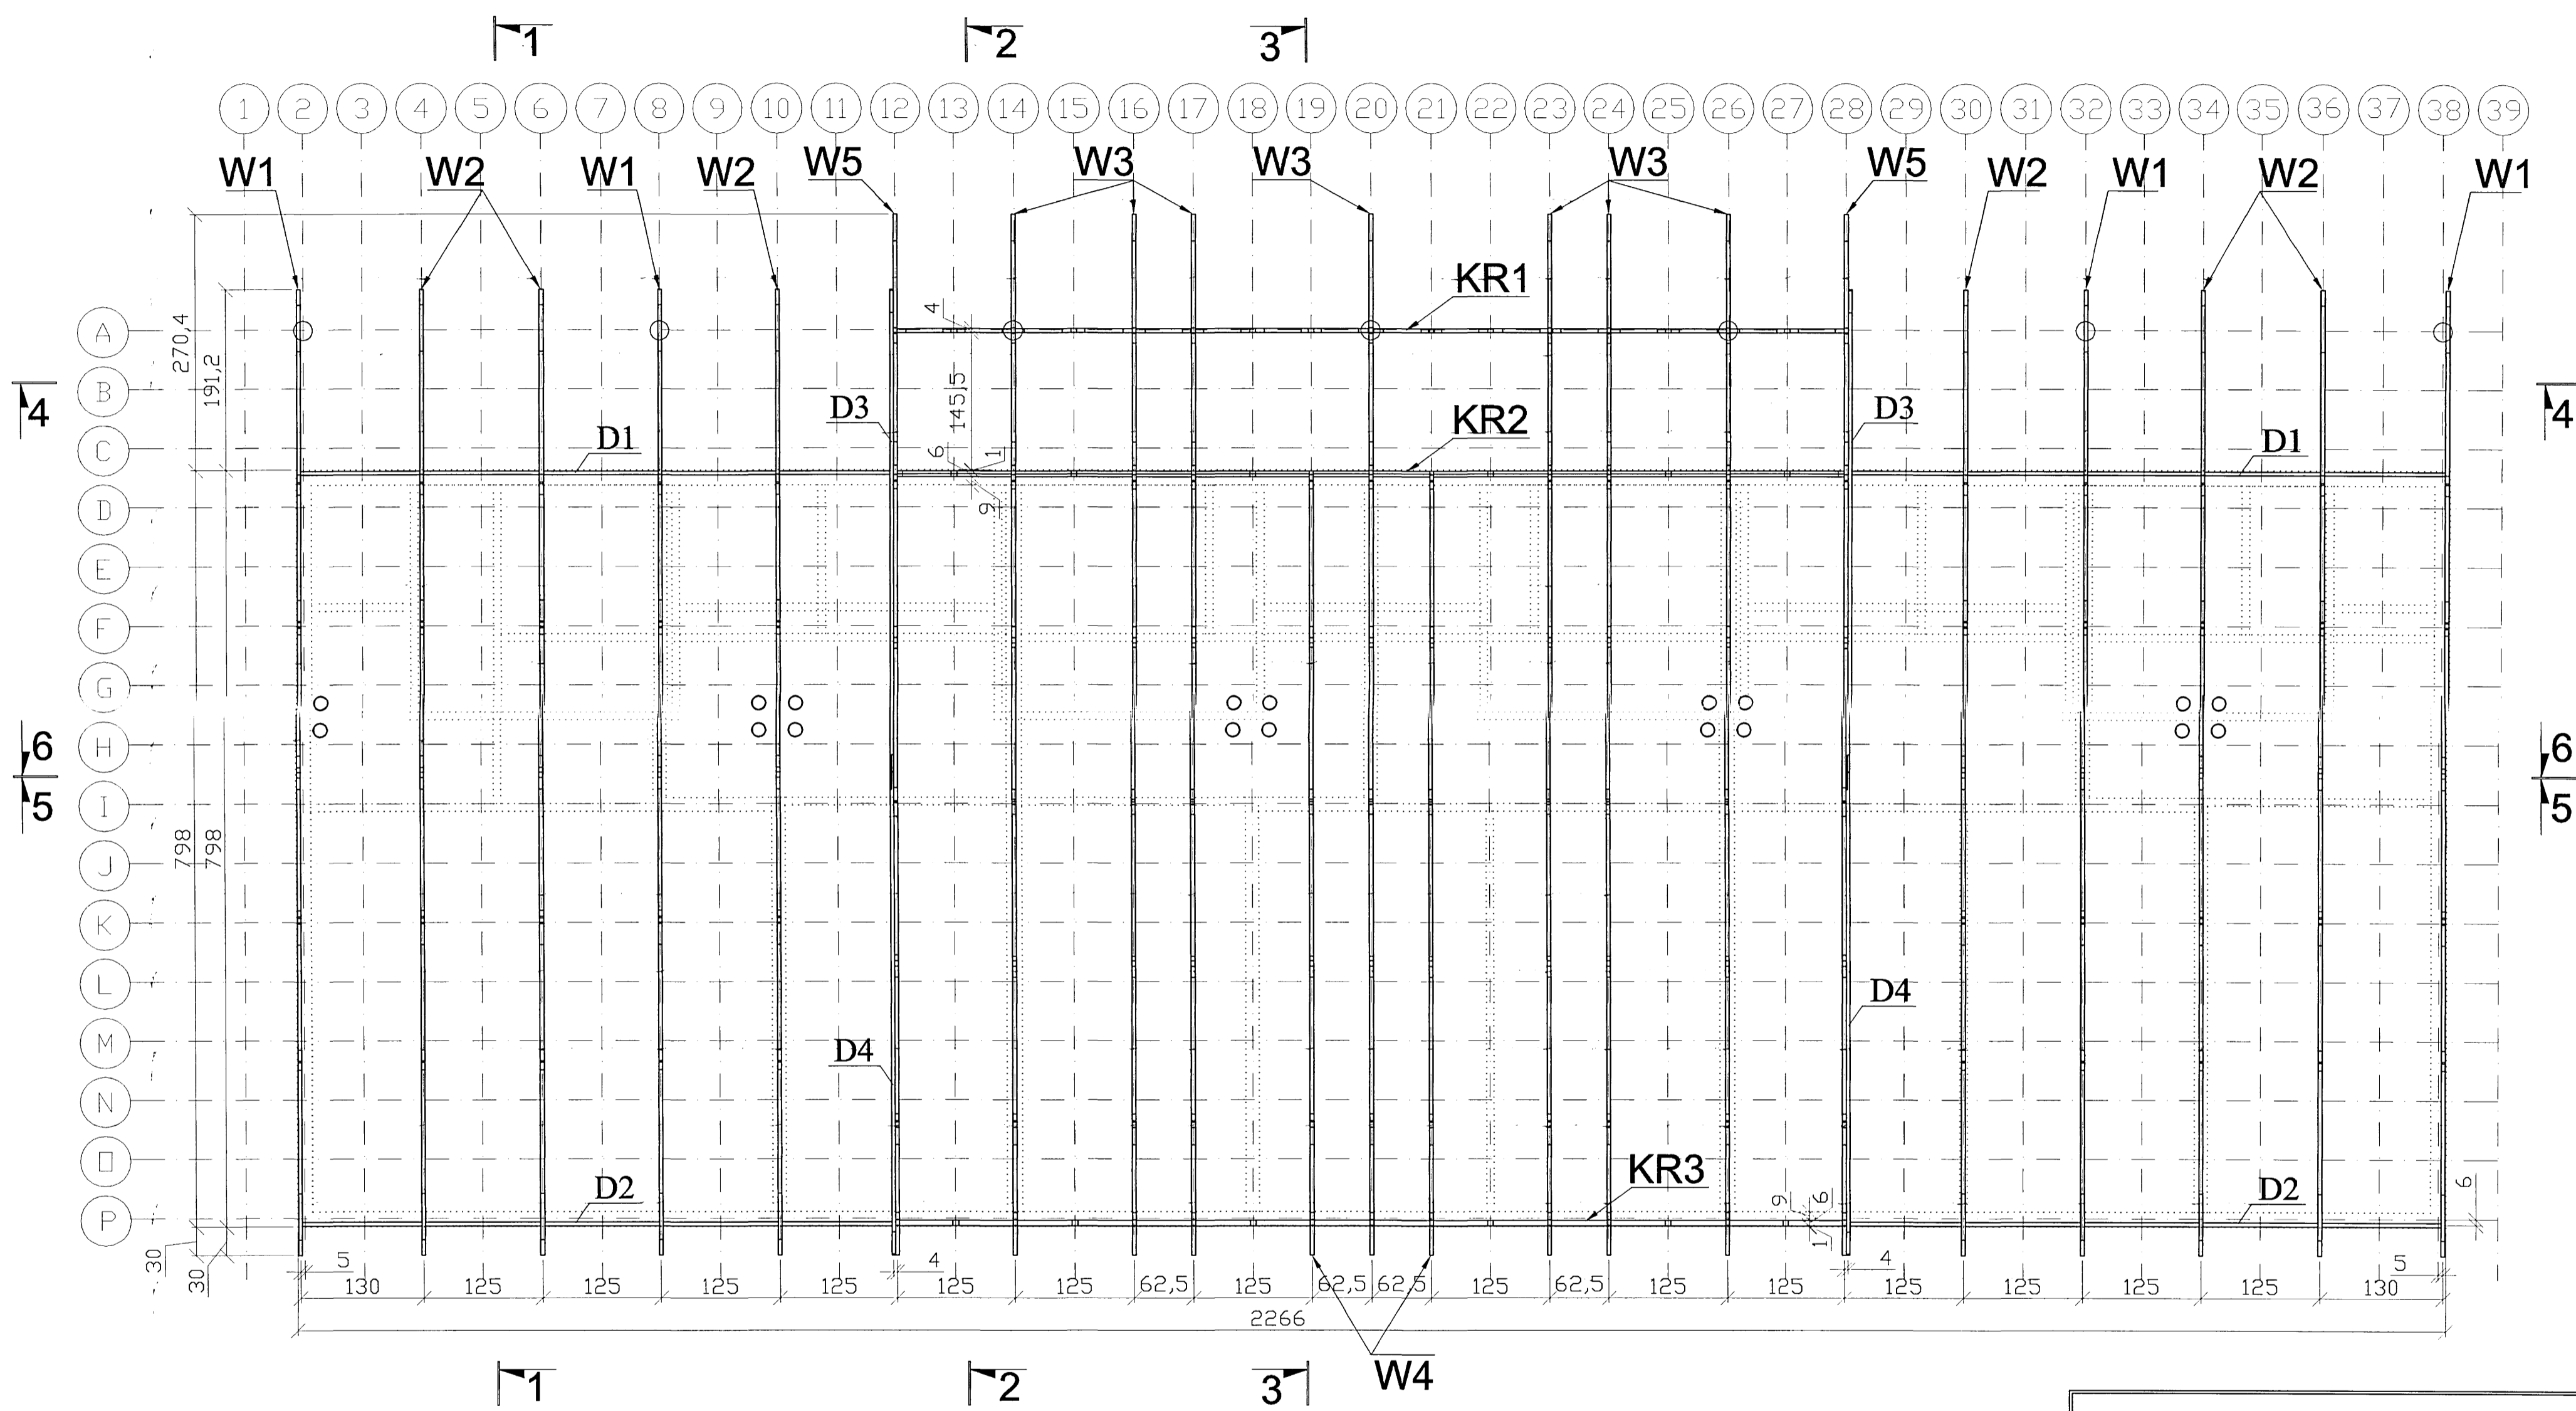 1 2 3
1 2 3 4 5 6 7 8 9 10 11 12 13 14 15 16 17 18 19 20 21 22 23 24 25 26 27 28 29 30 31 32 33 34 35 36 37 38 39
W1 W2 W1 W2 W5 W3 W3 W3 W5 W2 W1 W2 W1
KR1
4
A
270,4
191,2
B
145,5
4 4
D3 D3
KR2
C
D1 D1
6 1
9
D
E
F
G
H
6 6
5 5
I
798
798
J
K
L
D4
M
D4
N
O
KR3
D2 D2
9 6
6
P
1
30
30
5 4 4 5
130 125 125 125 125 125 125 62,5 125 62,5 62,5 125 62,5 125 125 125 125 125 125 130
2266
W4
1 2 3